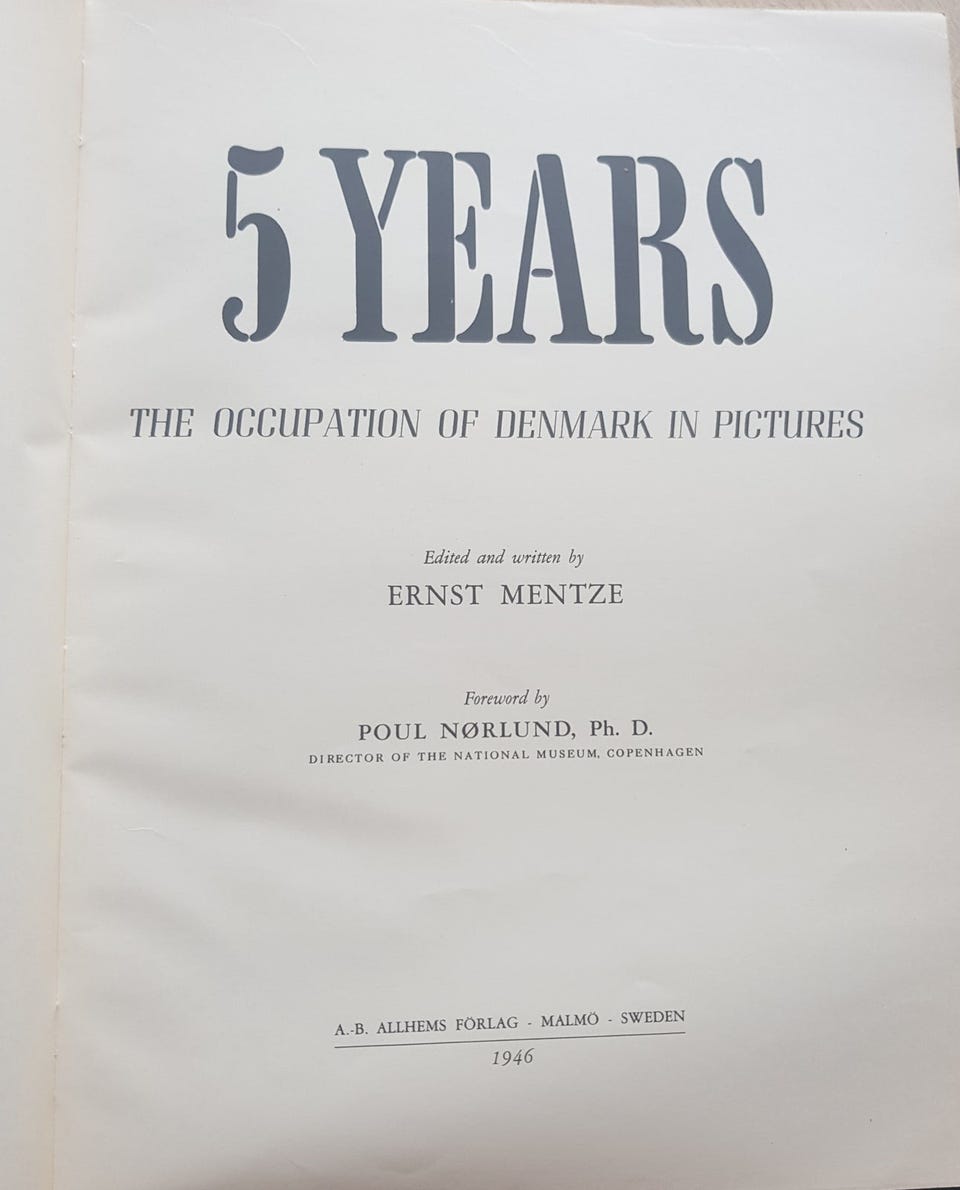 5 YEARS
THE OCCUPATION OF DENMARK IN PICTURES
Edited and written by
ERNST MENTZE
Foreword by
POUL NØRLUND, Ph. D.
DIRECTOR OF THE NATIONAL MUSEUM, COPENHAGEN
A.-B. ALLHEMS FÖRLAG - MALMÖ - SWEDEN
1946